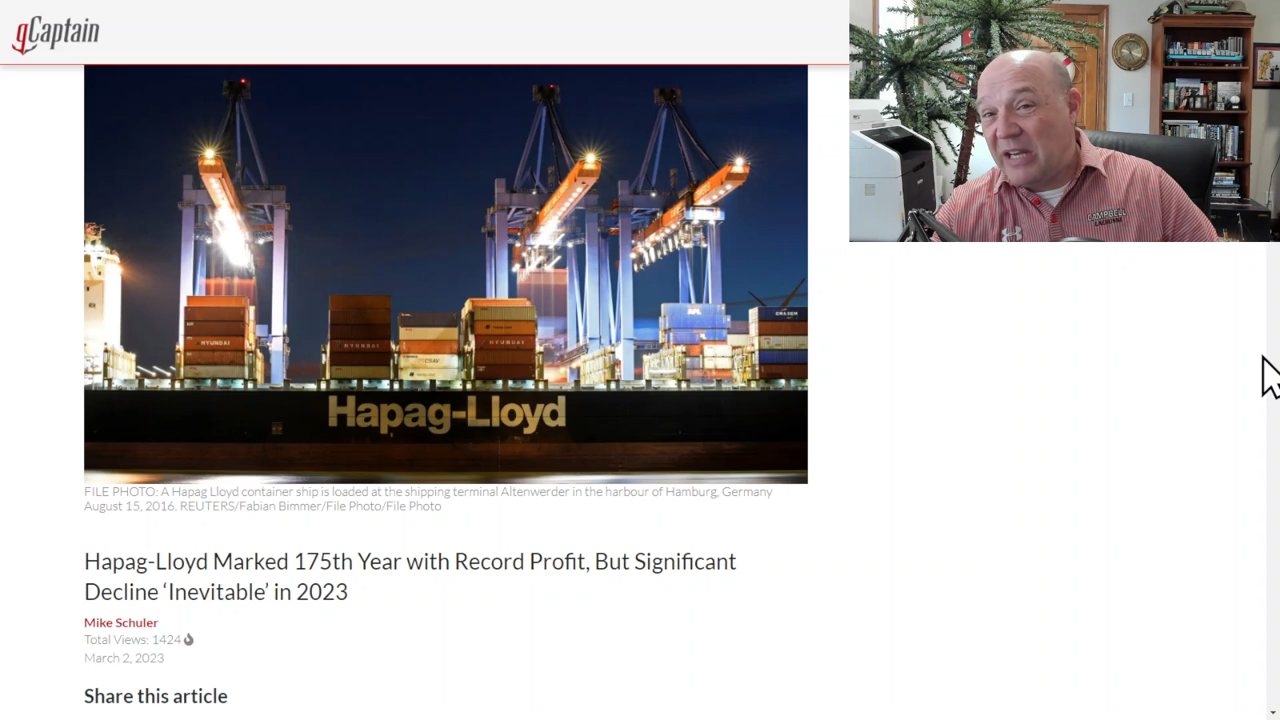 gCaptain
CAMPBELL
HYUNDAI
HYUNDAI
HYUNDAI
CSAV
APL
Hapag-Lloyd
FILE PHOTO: A Hapag Lloyd container ship is loaded at the shipping terminal Altenwerder in the harbour of Hamburg, Germany
August 15, 2016. REUTERS/Fabian Bimmer/File Photo/File Photo
Hapag-Lloyd Marked 175th Year with Record Profit, But Significant
Decline ‘Inevitable’ in 2023
Mike Schuler
Total Views: 1424
March 2, 2023
Share this article